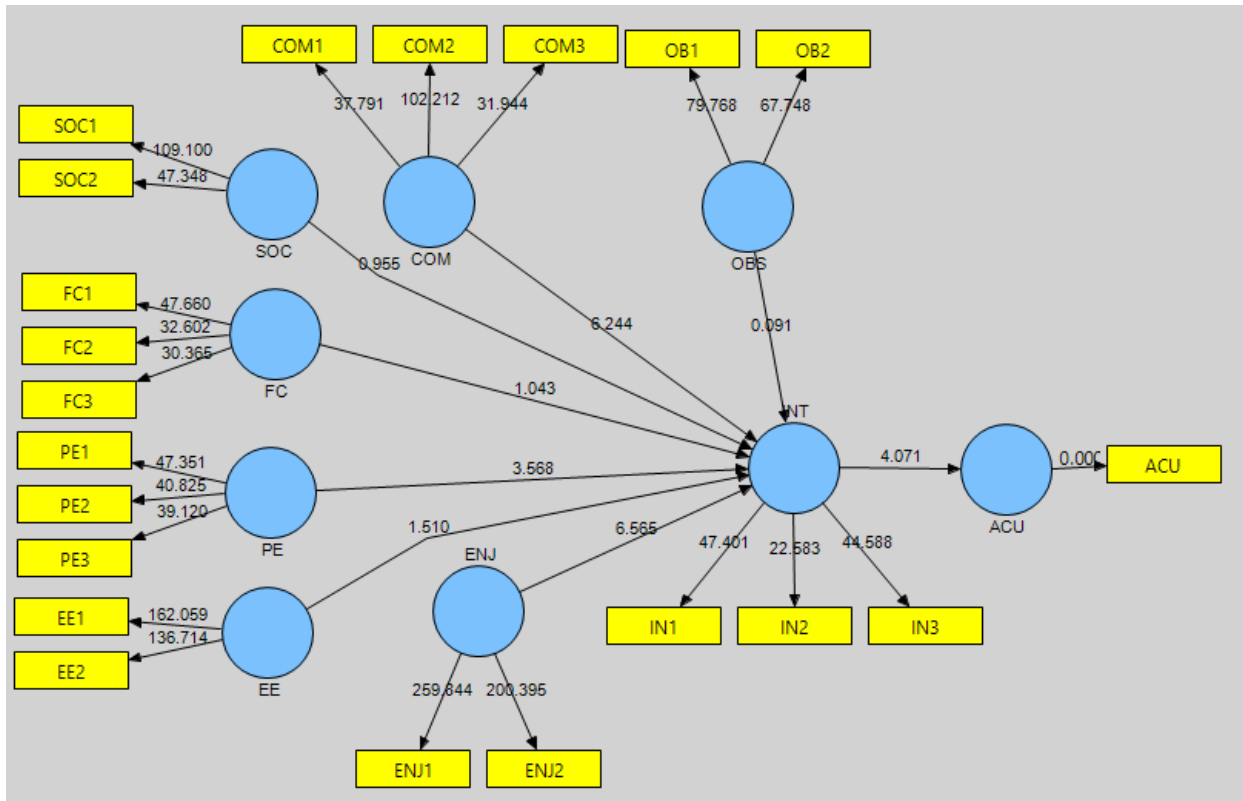 COM1
COM2
COM3
OB1
OB2
37.791
102.212
31.944
79.768
67.748
SOC1
SOC2
109.100
47.348
SOC
COM
OBS
0.955
6.244
0.091
FC1
FC2
FC3
47.660
32.602
30.365
FC
1.043
PE1
PE2
PE3
47.351
40.825
39.120
PE
3.568
1.510
6.565
EE1
EE2
162.059
136.714
EE
ENJ
259.844
200.395
ENJ1
ENJ2
INT
4.071
47.401
22.583
44.588
IN1
IN2
IN3
ACU
0.000
ACU